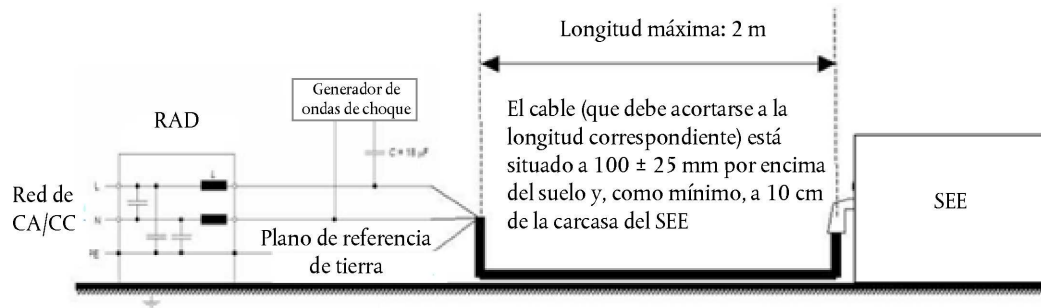 Longitud máxima: 2 m
Generador de
ondas de choque
RAD
C = 18 µF
El cable (que debe acortarse a la
longitud correspondiente) está
situado a 100 ± 25 mm por encima
del suelo y, como mínimo, a 10 cm
de la carcasa del SEE
SEE
Red de
CA/CC
L
L
N
PE
Plano de referencia
de tierra